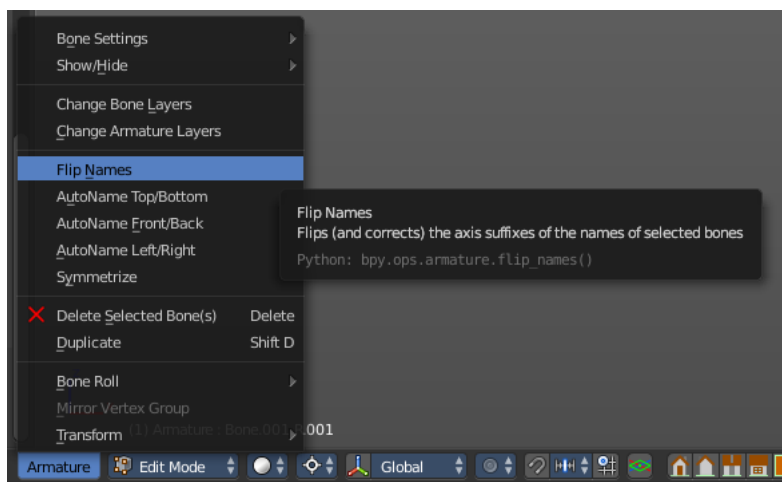 Bone Settings
Show/Hide
Change Bone Layers
Change Armature Layers
Flip Names
AutoName Top/Bottom
AutoName Front/Back
AutoName Left/Right
Symmetrize
Flip Names
Flips (and corrects) the axis suffixes of the names of selected bones
Python: bpy.ops.armature.flip_names()
Delete Selected Bone(s) Delete
Duplicate Shift D
Bone Roll
Mirror Vertex Group
(1) Armature : Bone.001_R.001
Transform
Armature Edit Mode Global